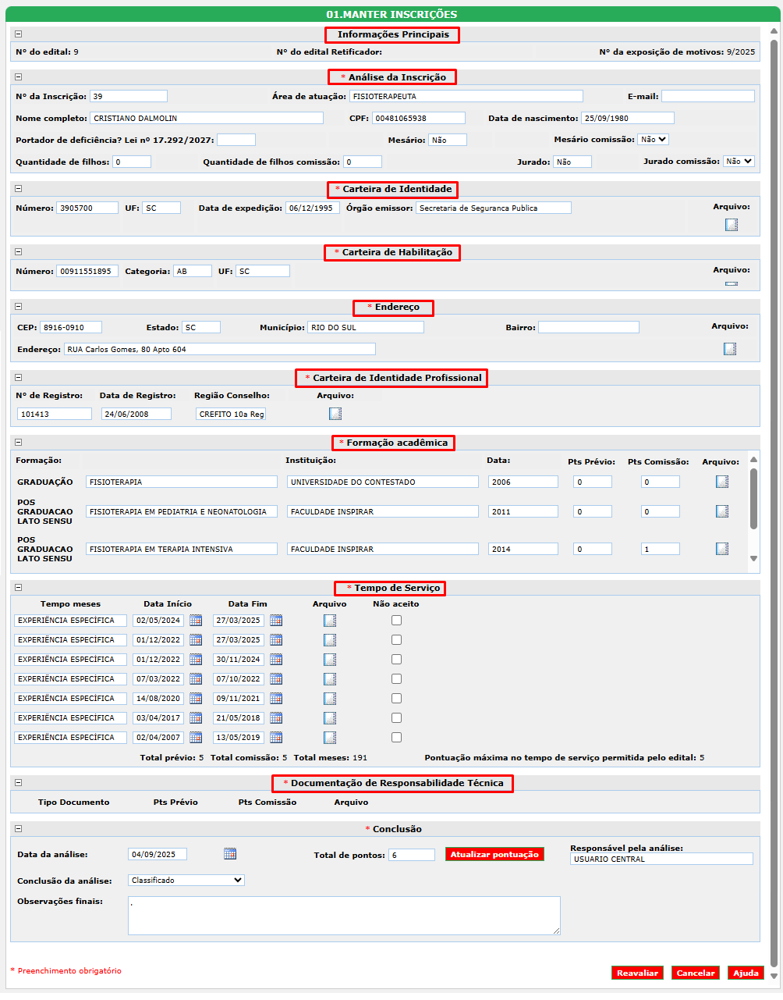 01.MANTER INSCRIÇÕES
Informações Principais
Nº do edital: 9 Nº do edital Retificador: Nº da exposição de motivos: 9/2025
* Análise da Inscrição
Nº da Inscrição: 39 Área de atuação: FISIOTERAPEUTA E-mail:
Nome completo: CRISTIANO DALMOLIN CPF: 00481065938 Data de nascimento: 25/09/1980
Portador de deficiência? Lei nº 17.292/2027: Mesário: Não Mesário comissão: Não
Quantidade de filhos: 0 Quantidade de filhos comissão: 0 Jurado: Não Jurado comissão: Não
* Carteira de Identidade
Número: 3905700 UF: SC Data de expedição: 06/12/1995 Órgão emissor: Secretaria de Seguranca Publica Arquivo:
* Carteira de Habilitação
Número: 00911551895 Categoria: AB UF: SC Arquivo:
* Endereço
CEP: 8916-0910 Estado: SC Município: RIO DO SUL Bairro: Arquivo:
Endereço: RUA Carlos Gomes, 80 Apto 604
* Carteira de Identidade Profissional
Nº de Registro: Data de Registro: Região Conselho: Arquivo:
101413 24/06/2008 CREFITO 10a Reg
* Formação acadêmica
Formação: Instituição: Data: Pts Prévio: Pts Comissão: Arquivo:
GRADUAÇÃO FISIOTERAPIA UNIVERSIDADE DO CONTESTADO 2006 0 0
POS GRADUACAO LATO SENSU FISIOTERAPIA EM PEDIATRIA E NEONATOLOGIA FACULDADE INSPIRAR 2011 0 0
POS GRADUACAO LATO SENSU FISIOTERAPIA EM TERAPIA INTENSIVA FACULDADE INSPIRAR 2014 0 1
* Tempo de Serviço
Tempo meses Data Início Data Fim Arquivo Não aceito
EXPERIÊNCIA ESPECÍFICA 02/05/2024 27/03/2025
EXPERIÊNCIA ESPECÍFICA 01/12/2022 27/03/2025
EXPERIÊNCIA ESPECÍFICA 01/12/2022 30/11/2024
EXPERIÊNCIA ESPECÍFICA 07/03/2022 07/10/2022
EXPERIÊNCIA ESPECÍFICA 14/08/2020 09/11/2021
EXPERIÊNCIA ESPECÍFICA 03/04/2017 21/05/2018
EXPERIÊNCIA ESPECÍFICA 02/04/2007 13/05/2019
Total prévio: 5 Total comissão: 5 Total meses: 191 Pontuação máxima no tempo de serviço permitida pelo edital: 5
* Documentação de Responsabilidade Técnica
Tipo Documento Pts Prévio Pts Comissão Arquivo
* Conclusão
Data da análise: 04/09/2025 Total de pontos: 6 Atualizar pontuação Responsável pela análise:
USUARIO CENTRAL
Conclusão da análise: Classificado
Observações finais: .
* Preenchimento obrigatório
Reavaliar Cancelar Ajuda